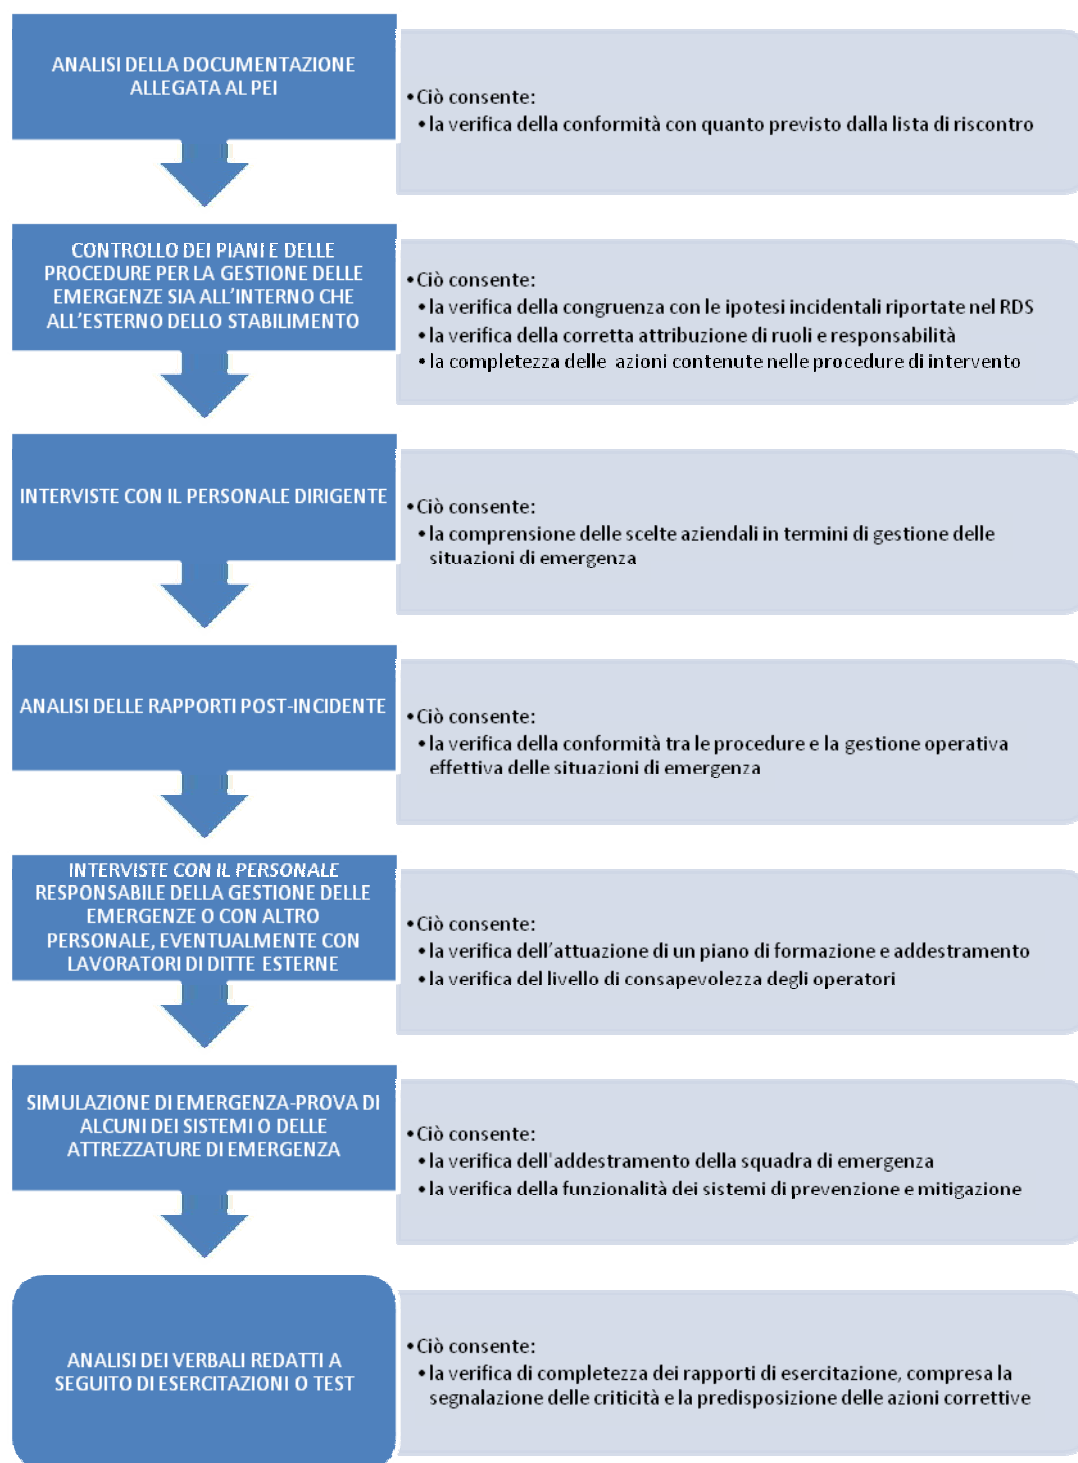 ANALISI DELLA DOCUMENTAZIONE
ALLEGATA AL PEI
•Ciò consente:
•la verifica della conformità con quanto previsto dalla lista di riscontro
CONTROLLO DEI PIANI E DELLE
PROCEDURE PER LA GESTIONE DELLE
EMERGENZE SIA ALL'INTERNO CHE
ALL'ESTERNO DELLO STABILIMENTO
•Ciò consente:
•la verifica della congruenza con le ipotesi incidentali riportate nel RDS
•la verifica della corretta attribuzione di ruoli e responsabilità
•la completezza delle azioni contenute nelle procedure di intervento
INTERVISTE CON IL PERSONALE DIRIGENTE
•Ciò consente:
•la comprensione delle scelte aziendali in termini di gestione delle
situazioni di emergenza
ANALISI DELLE RAPPORTI POST-INCIDENTE
•Ciò consente:
•la verifica della conformità tra le procedure e la gestione operativa
effettiva delle situazioni di emergenza
INTERVISTE CON IL PERSONALE
RESPONSABILE DELLA GESTIONE DELLE
EMERGENZE O CON ALTRO
PERSONALE, EVENTUALMENTE CON
LAVORATORI DI DITTE ESTERNE
•Ciò consente:
•la verifica dell'attuazione di un piano di formazione e addestramento
•la verifica del livello di consapevolezza degli operatori
SIMULAZIONE DI EMERGENZA-PROVA DI
ALCUNI DEI SISTEMI O DELLE
ATTREZZATURE DI EMERGENZA
•Ciò consente:
•la verifica dell'addestramento della squadra di emergenza
•la verifica della funzionalità dei sistemi di prevenzione e mitigazione
ANALISI DEI VERBALI REDATTI A
SEGUITO DI ESERCITAZIONI O TEST
•Ciò consente:
•la verifica di completezza dei rapporti di esercitazione, compresa la
segnalazione delle criticità e la predisposizione delle azioni correttive